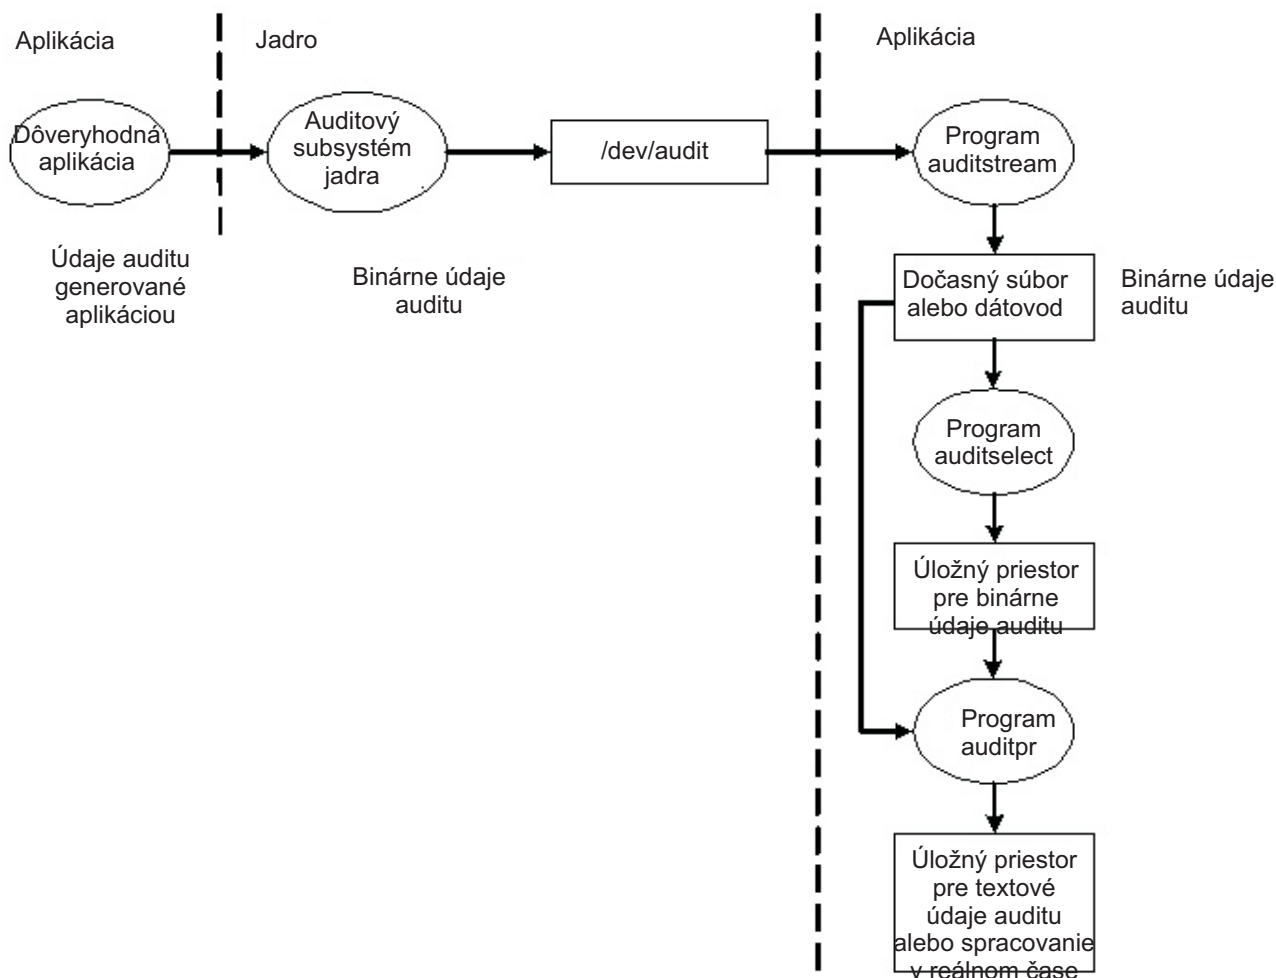 Aplikácia
Jadro
Aplikácia
Dôveryhodná
aplikácia
Auditový
subsystém
jadra
/dev/audit
Program
auditstream
Údaje auditu
generované
aplikáciou
Binárne údaje
auditu
Dočasný súbor
alebo dátovod
Binárne údaje
auditu
Program
auditselect
Úložný priestor
pre binárne
údaje auditu
Program
auditpr
Úložný priestor
pre textové
údaje auditu
alebo spracovanie
v reálnom čase